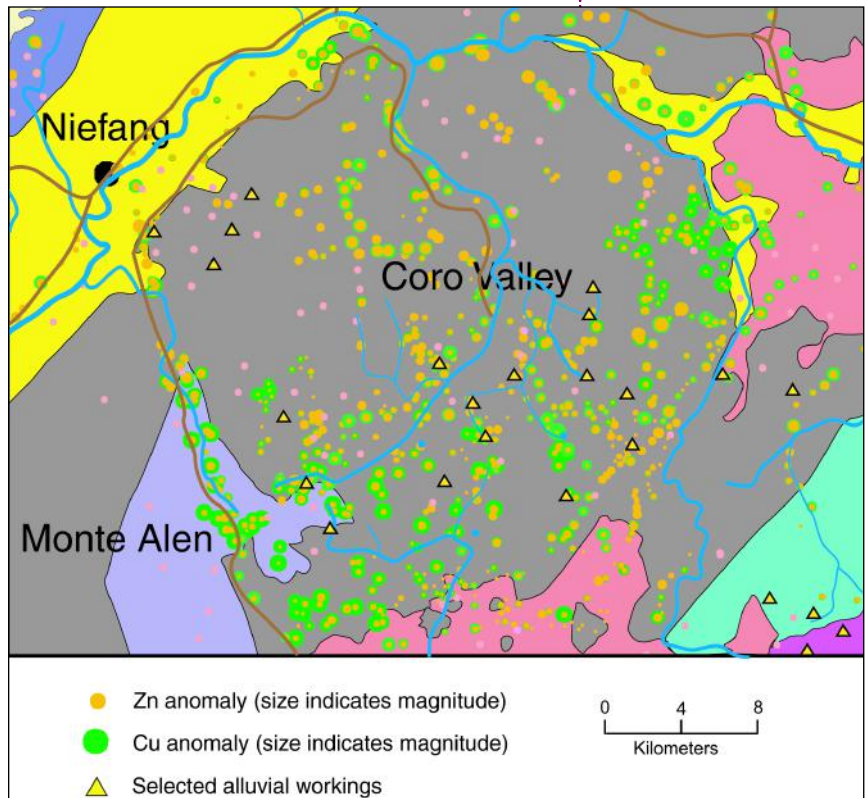 Niefang
Coro Valley
Monte Alen
Zn anomaly (size indicates magnitude)
Cu anomaly (size indicates magnitude)
Selected alluvial workings
0 4 8
Kilometers